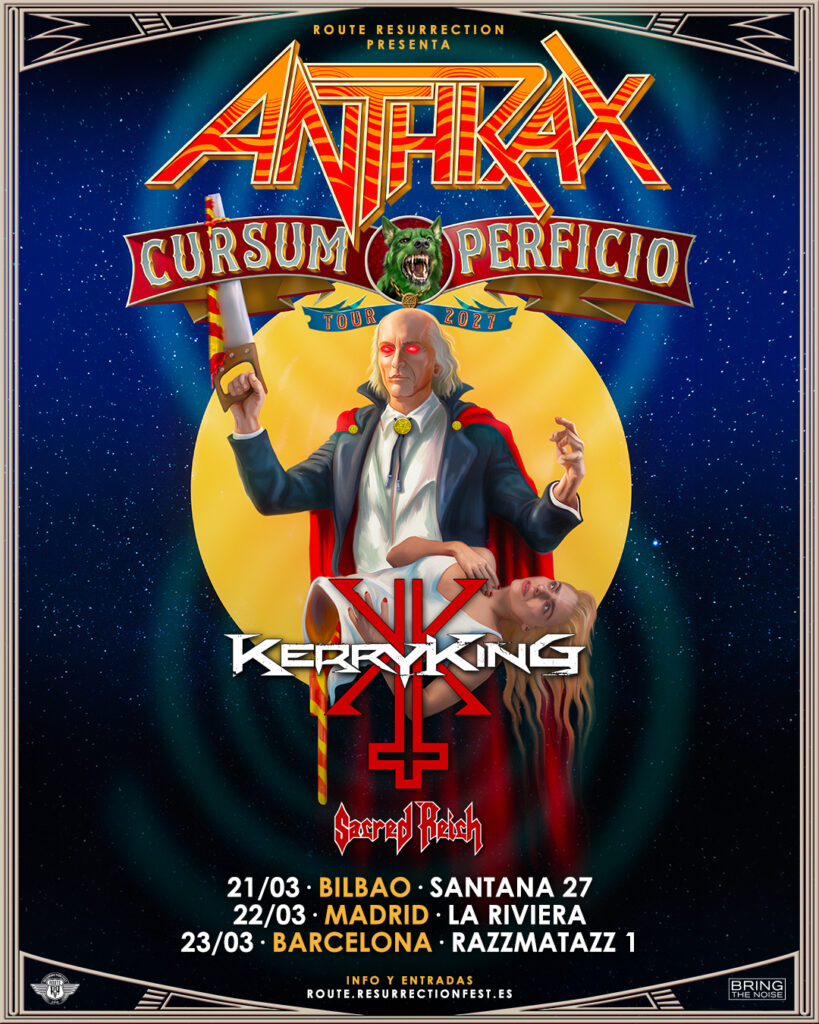 ROUTE RESURRECTION
PRESENTA
ANTHRAX
CURSUM PERFICIO
TOUR 2027
KERRY KING
Sacred Reich
21/03 · BILBAO · SANTANA 27
22/03 · MADRID · LA RIVIERA
23/03 · BARCELONA · RAZZMATAZZ 1
INFO Y ENTRADAS
ROUTE.RESURRECTIONFEST.ES
BRING
THE NOISE